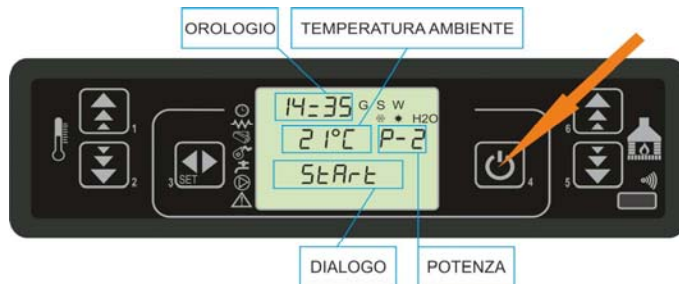 OROLOGIO TEMPERATURA AMBIENTE
14:35 G S W
H2O
21°C P-2
StArt
1
2
3 SET
4
5
6
DIALOGO POTENZA